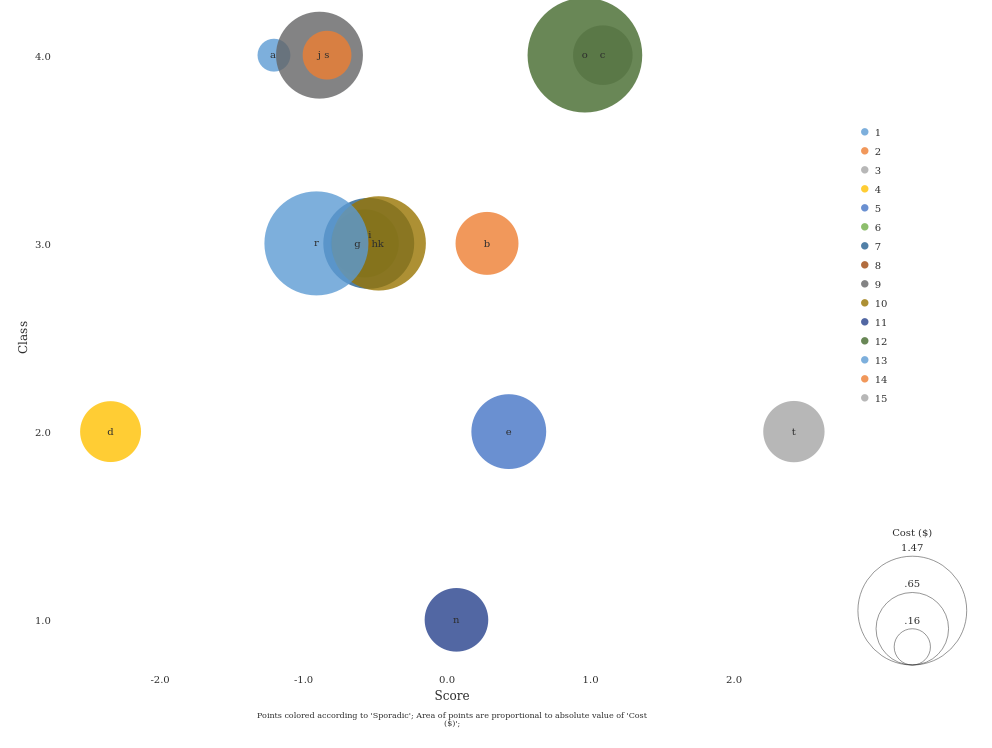 4.0
a
j s
o c
3.0
r
g
i
hk
b
2.0
d
e
t
1.0
n
Class
-2.0 -1.0 0.0 1.0 2.0
Score
Points colored according to 'Sporadic'; Area of points are proportional to absolute value of 'Cost
($)';
1
2
3
4
5
6
7
8
9
10
11
12
13
14
15
Cost ($)
1.47
.65
.16